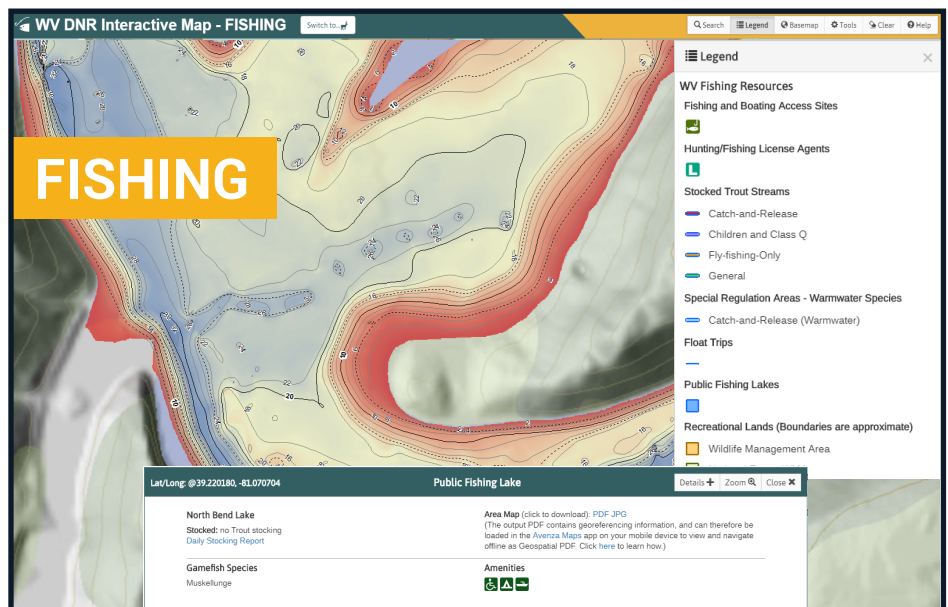 WV DNR Interactive Map - FISHING
Switch to...
Search
Legend
Basemap
Tools
Clear
Help
Legend
WV Fishing Resources
Fishing and Boating Access Sites
Hunting/Fishing License Agents
L
Stocked Trout Streams
Catch-and-Release
Children and Class Q
Fly-fishing-Only
General
Special Regulation Areas - Warmwater Species
Catch-and-Release (Warmwater)
Float Trips
Public Fishing Lakes
Recreational Lands (Boundaries are approximate)
Wildlife Management Area
FISHING
10
10
10
20
10
Lat/Long: @39.220180, -81.070704
Public Fishing Lake
Details
Zoom
Close
North Bend Lake
Stocked: no Trout stocking
Daily Stocking Report
Gamefish Species
Muskellunge
Area Map (click to download): PDF JPG
(The output PDF contains georeferencing information, and can therefore be
loaded in the Avenza Maps app on your mobile device to view and navigate
offline as Geospatial PDF. Click here to learn how.)
Amenities